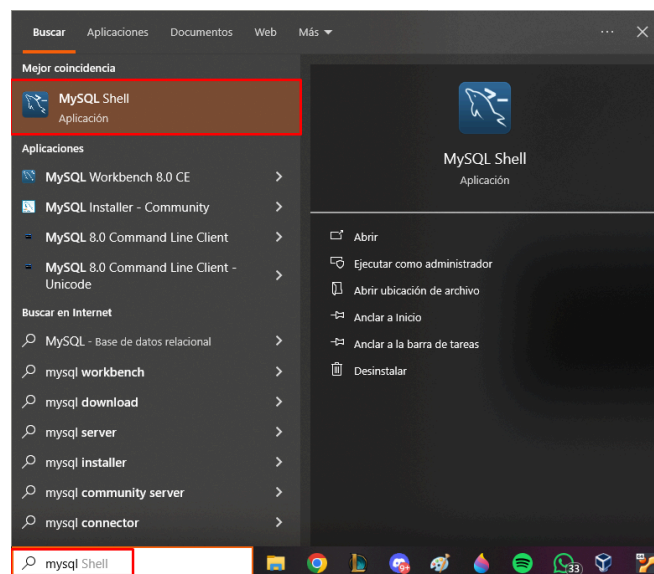 Buscar Aplicaciones Documentos Web Más
Mejor coincidencia
MySQL Shell
Aplicación
Aplicaciones
MySQL Workbench 8.0 CE
MySQL Installer - Community
MySQL 8.0 Command Line Client
MySQL 8.0 Command Line Client -
Unicode
Buscar en Internet
MySQL - Base de datos relacional
mysql workbench
mysql download
mysql server
mysql installer
mysql community server
mysql connector
MySQL Shell
Aplicación
Abrir
Ejecutar como administrador
Abrir ubicación de archivo
Anclar a Inicio
Anclar a la barra de tareas
Desinstalar
mysql Shell
33